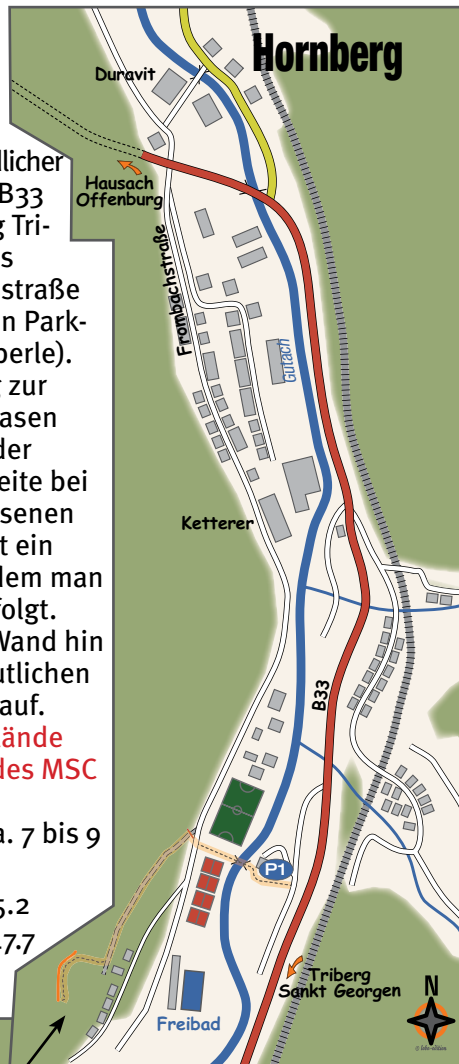 Hornberg
Duravit
Hausach
Offenburg
Frombachstraße
Gutach
Ketterer
B33
P1
Triberg
Sankt Georgen
Freibad
N
dlicher
B33
g Tri-
s
straße
n Park-
perle).
g zur
asen
der
eite bei
senen
t ein
dem man
folgt.
Wand hin
utlichen
auf.
ände
des MSC
a. 7 bis 9
5.2
7.7